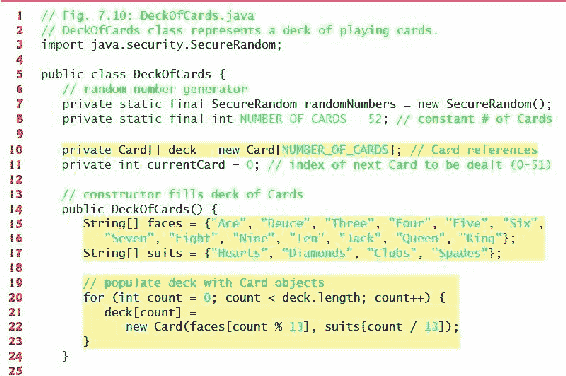 1 // Fig. 7.10: DeckOfCards.java
2 // DeckOfCards class represents a deck of playing cards.
3 import java.security.SecureRandom;
4
5 public class DeckOfCards {
6 // random number generator
7 private static final SecureRandom randomNumbers = new SecureRandom();
8 private static final int NUMBER_OF_CARDS = 52; // constant # of Cards
9
10 private Card[] deck = new Card[NUMBER_OF_CARDS]; // Card references
11 private int currentCard = 0; // index of next Card to be dealt (0-51)
12
13 // constructor fills deck of Cards
14 public DeckOfCards() {
15 String[] faces = {"Ace", "Deuce", "Three", "Four", "Five", "Six",
16 "Seven", "Eight", "Nine", "Ten", "Jack", "Queen", "King"};
17 String[] suits = {"Hearts", "Diamonds", "Clubs", "Spades"};
18
19 // populate deck with Card objects
20 for (int count = 0; count < deck.length; count++) {
21 deck[count] =
22 new Card(faces[count % 13], suits[count / 13]);
23 }
24 }
25